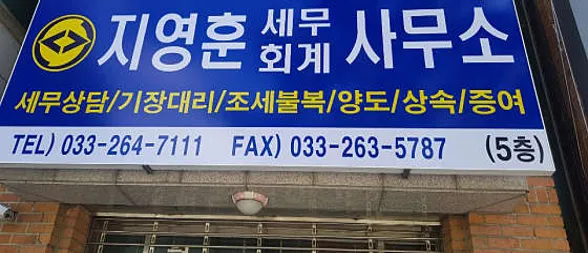 지영훈 세무회계 사무소
세무상담/기장대리/조세불복/양도/상속/증여
TEL) 033-264-7111 FAX) 033-263-5787 (5층)